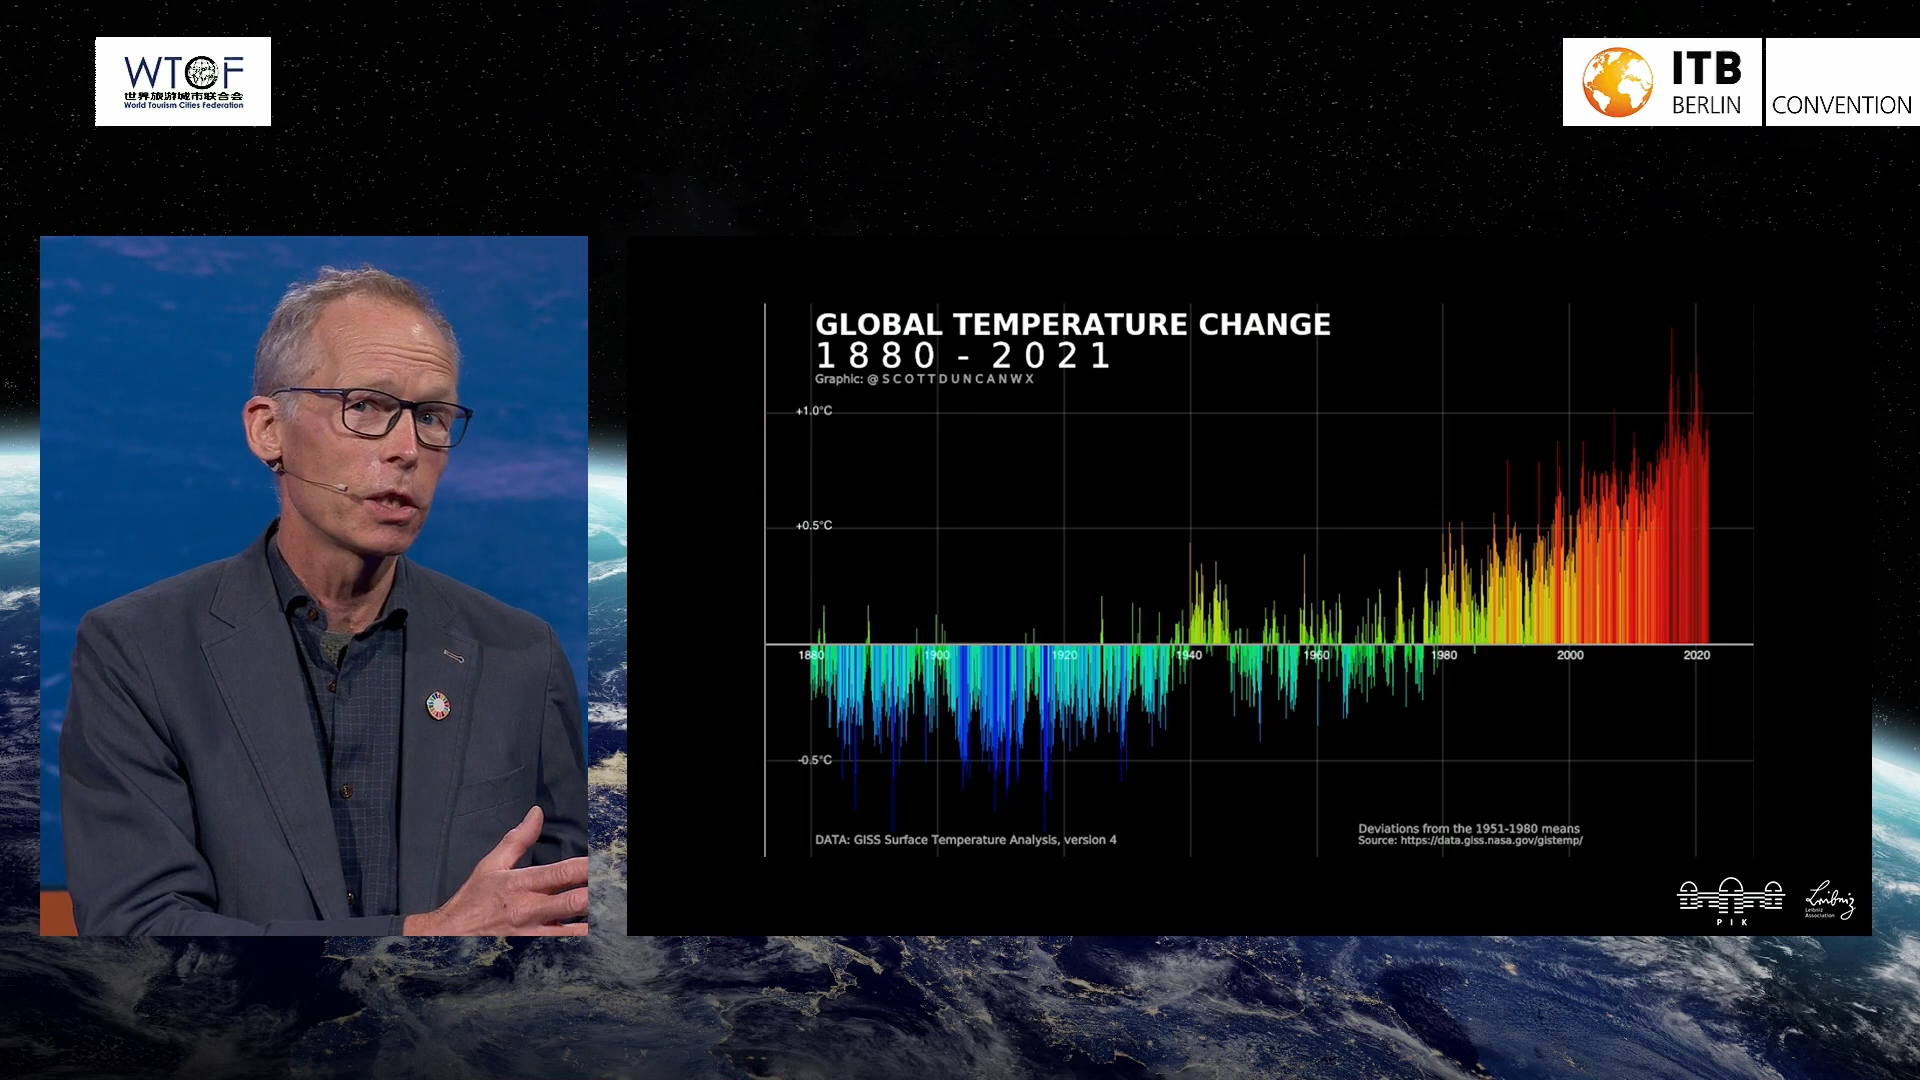 WTCF
世界旅游城市联合会
World Tourism Cities Federation
ITB
BERLIN
CONVENTION
GLOBAL TEMPERATURE CHANGE
1880 - 2021
Graphic: @SCOTTDUNCANWX
+1.0°C
+0.5°C
1880 1900 1920 1940 1960 1980 2000 2020
-0.5°C
Deviations from the 1951-1980 means
DATA: GISS Surface Temperature Analysis, version 4
Source: https://data.giss.nasa.gov/gistemp/
PIK
Leibniz
Leibniz
Association